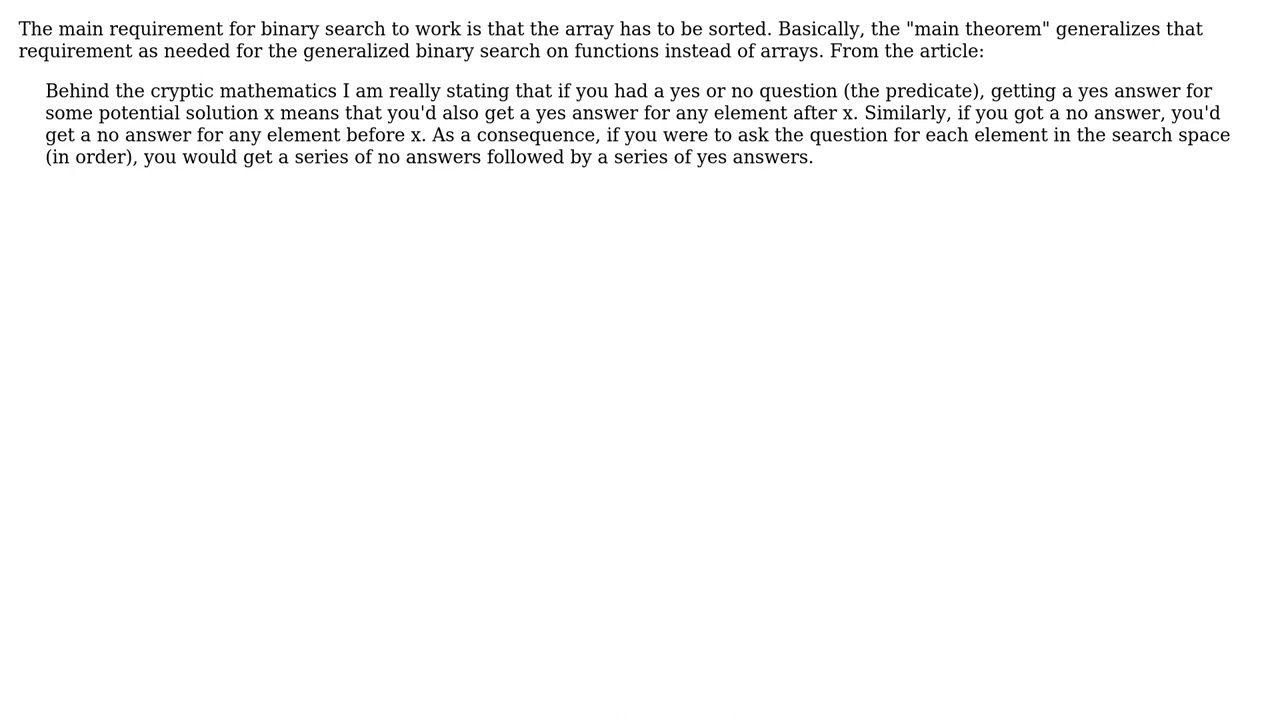 The main requirement for binary search to work is that the array has to be sorted. Basically, the "main theorem" generalizes that
requirement as needed for the generalized binary search on functions instead of arrays. From the article:
Behind the cryptic mathematics I am really stating that if you had a yes or no question (the predicate), getting a yes answer for
some potential solution x means that you'd also get a yes answer for any element after x. Similarly, if you got a no answer, you'd
get a no answer for any element before x. As a consequence, if you were to ask the question for each element in the search space
(in order), you would get a series of no answers followed by a series of yes answers.